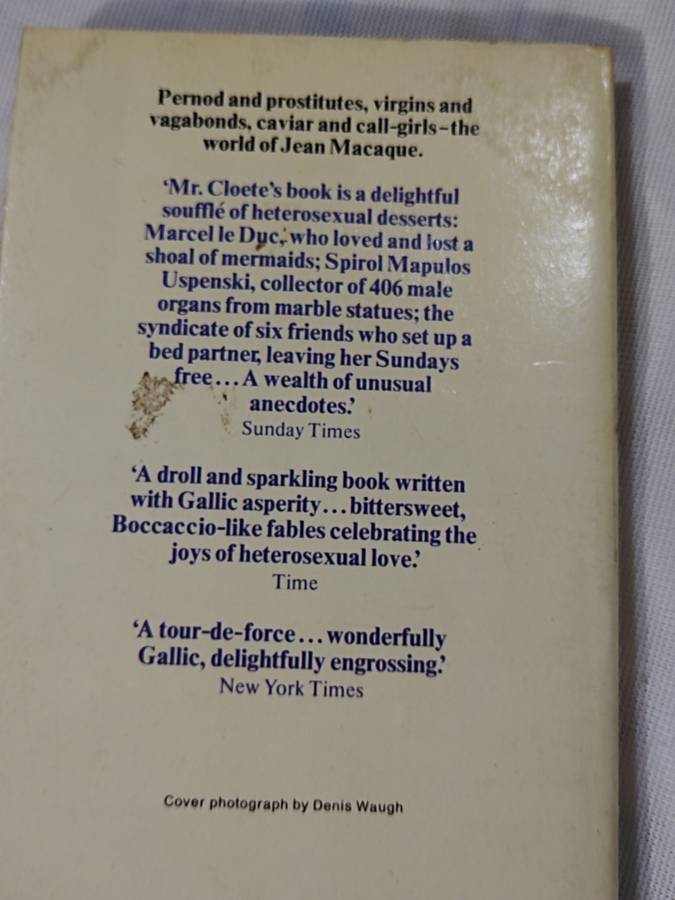 Pernod and prostitutes, virgins and
vagabonds, caviar and call-girls–the
world of Jean Macaque.
‘Mr. Cloete’s book is a delightful
soufflé of heterosexual desserts:
Marcel le Duc, who loved and lost a
shoal of mermaids; Spirol Mapulos
Uspenski, collector of 406 male
organs from marble statues; the
syndicate of six friends who set up a
bed partner, leaving her Sundays
free...A wealth of unusual
anecdotes.’
Sunday Times
‘A droll and sparkling book written
with Gallic asperity...bittersweet,
Boccaccio-like fables celebrating the
joys of heterosexual love.’
Time
‘A tour-de-force...wonderfully
Gallic, delightfully engrossing.’
New York Times
Cover photograph by Denis Waugh